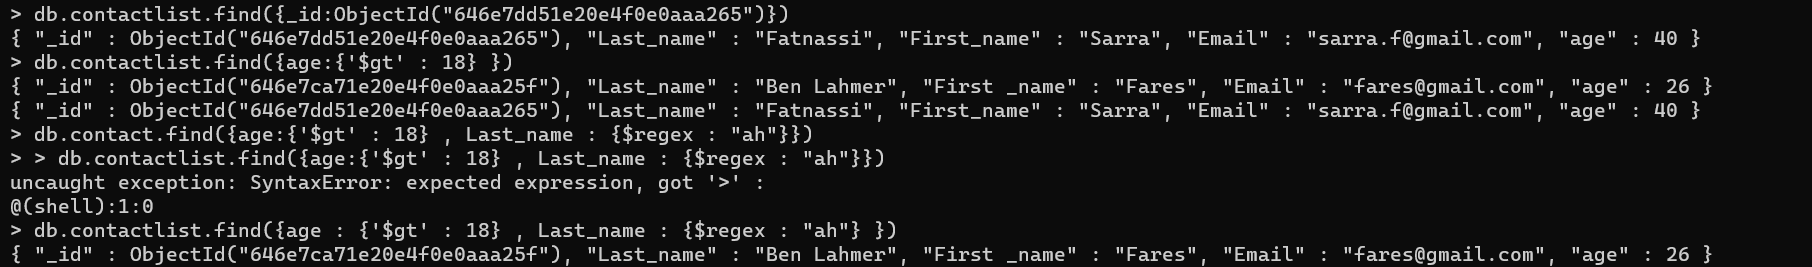 > db.contactlist.find({_id:ObjectId("646e7dd51e20e4f0e0aaa265")})
{ "_id" : ObjectId("646e7dd51e20e4f0e0aaa265"), "Last_name" : "Fatnassi", "First_name" : "Sarra", "Email" : "sarra.f@gmail.com", "age" : 40 }
> db.contactlist.find({age:{'$gt' : 18} })
{ "_id" : ObjectId("646e7ca71e20e4f0e0aaa25f"), "Last_name" : "Ben Lahmer", "First _name" : "Fares", "Email" : "fares@gmail.com", "age" : 26 }
{ "_id" : ObjectId("646e7dd51e20e4f0e0aaa265"), "Last_name" : "Fatnassi", "First_name" : "Sarra", "Email" : "sarra.f@gmail.com", "age" : 40 }
> db.contact.find({age:{'$gt' : 18} , Last_name : {$regex : "ah"}})
> > db.contactlist.find({age:{'$gt' : 18} , Last_name : {$regex : "ah"}})
uncaught exception: SyntaxError: expected expression, got '>' :
@(shell):1:0
> db.contactlist.find({age : {'$gt' : 18} , Last_name : {$regex : "ah"} })
{ "_id" : ObjectId("646e7ca71e20e4f0e0aaa25f"), "Last_name" : "Ben Lahmer", "First _name" : "Fares", "Email" : "fares@gmail.com", "age" : 26 }